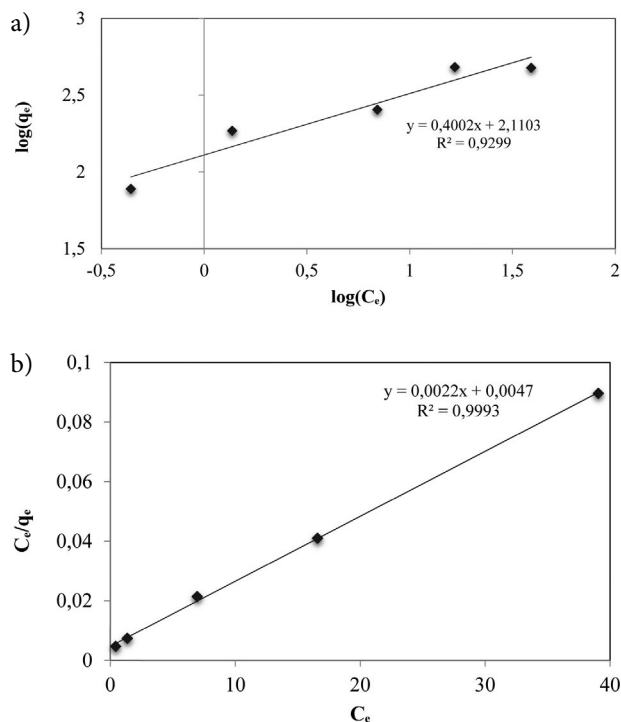 a)
3
2,5
2
1,5
log(qₑ)
y = 0,4002x + 2,1103
R² = 0,9299
-0,5 0 0,5 1 1,5 2
log(Cₑ)
b)
0,1
0,08
0,06
0,04
0,02
0
Cₑ/qₑ
y = 0,0022x + 0,0047
R² = 0,9993
0 10 20 30 40
Cₑ